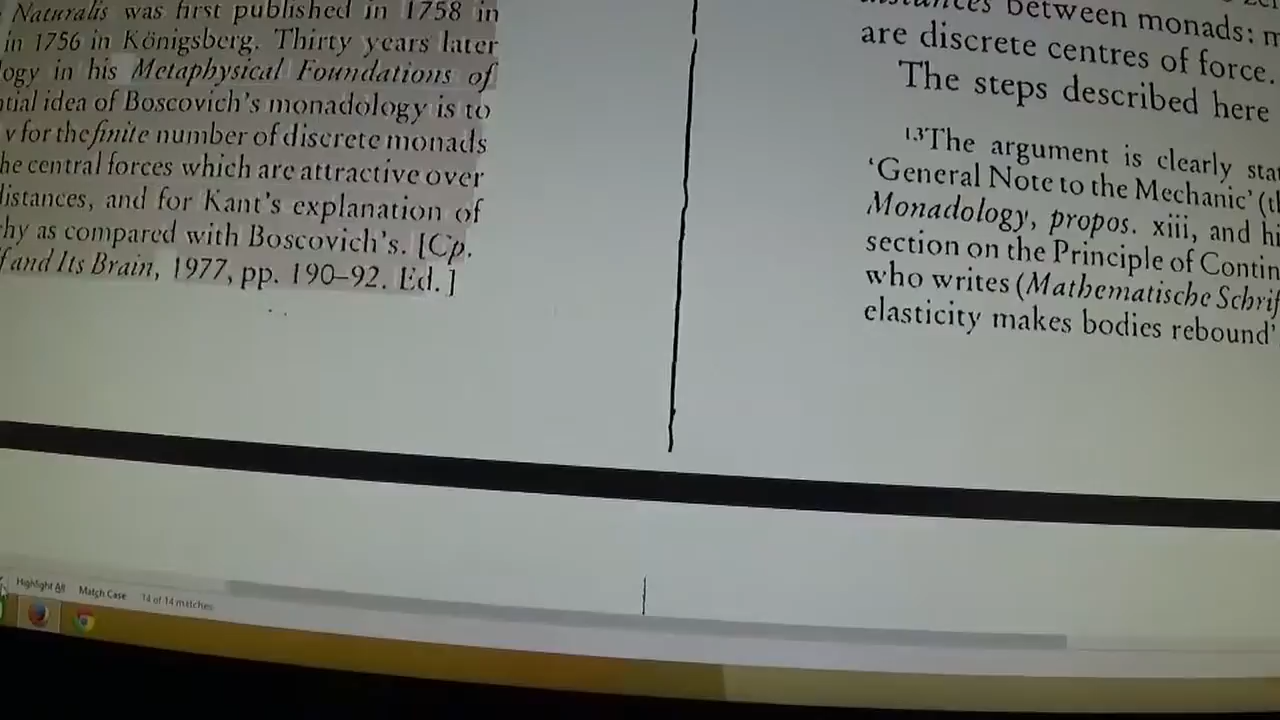 Naturalis was first published in 1758 in
in 1756 in Königsberg. Thirty years later
logy in his Metaphysical Foundations of
ntial idea of Boscovich's monadology is to
v for the finite number of discrete monads
he central forces which are attractive over
distances, and for Kant's explanation of
hy as compared with Boscovich's. [Cp.
f and Its Brain, 1977, pp. 190–92. Ed.]
between monads: m
are discrete centres of force.
The steps described here
13The argument is clearly stat
'General Note to the Mechanic' (th
Monadology, propos. xiii, and hi
section on the Principle of Contin
who writes (Mathematische Schrif
elasticity makes bodies rebound'
Highlight All Match Case 14 of 14 matches